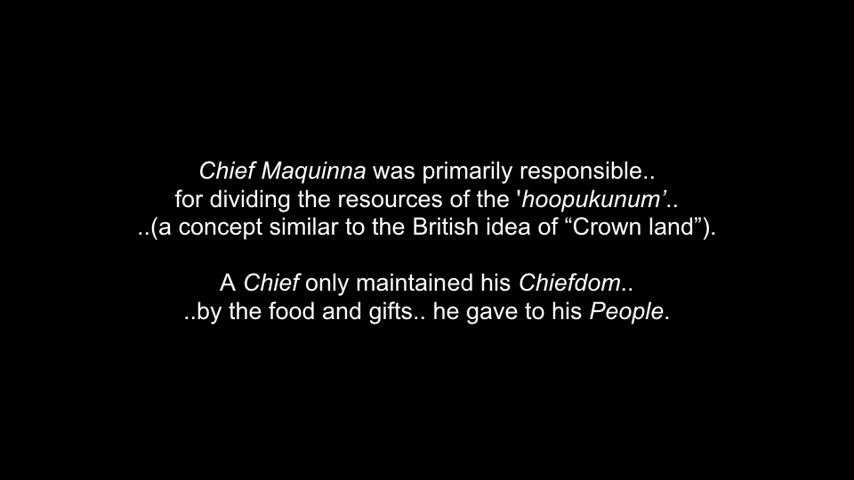 Chief Maquinna was primarily responsible..
for dividing the resources of the 'hoopukunum’..
..(a concept similar to the British idea of “Crown land”).
A Chief only maintained his Chiefdom..
..by the food and gifts.. he gave to his People.